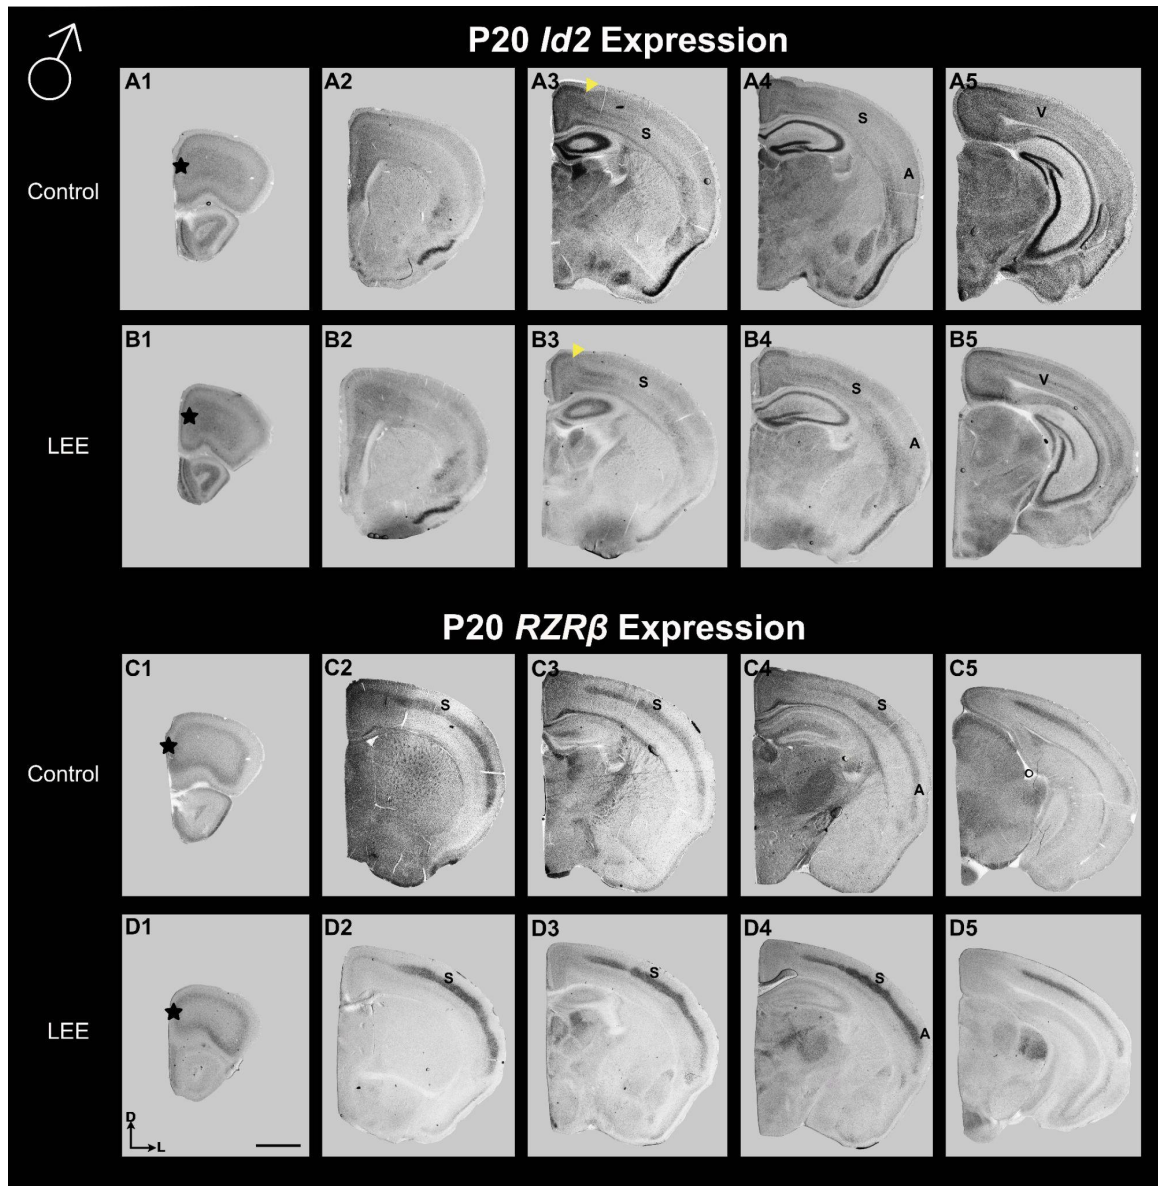 P20 Id2 Expression
A1 A2 A3 A4 A5
S S V
A
Control
B1 B2 B3 B4 B5
S S V
A
LEE
P20 RZRβ Expression
C1 C2 C3 C4 C5
S S S
A
Control
D1 D2 D3 D4 D5
S S S
A
LEE
D
L